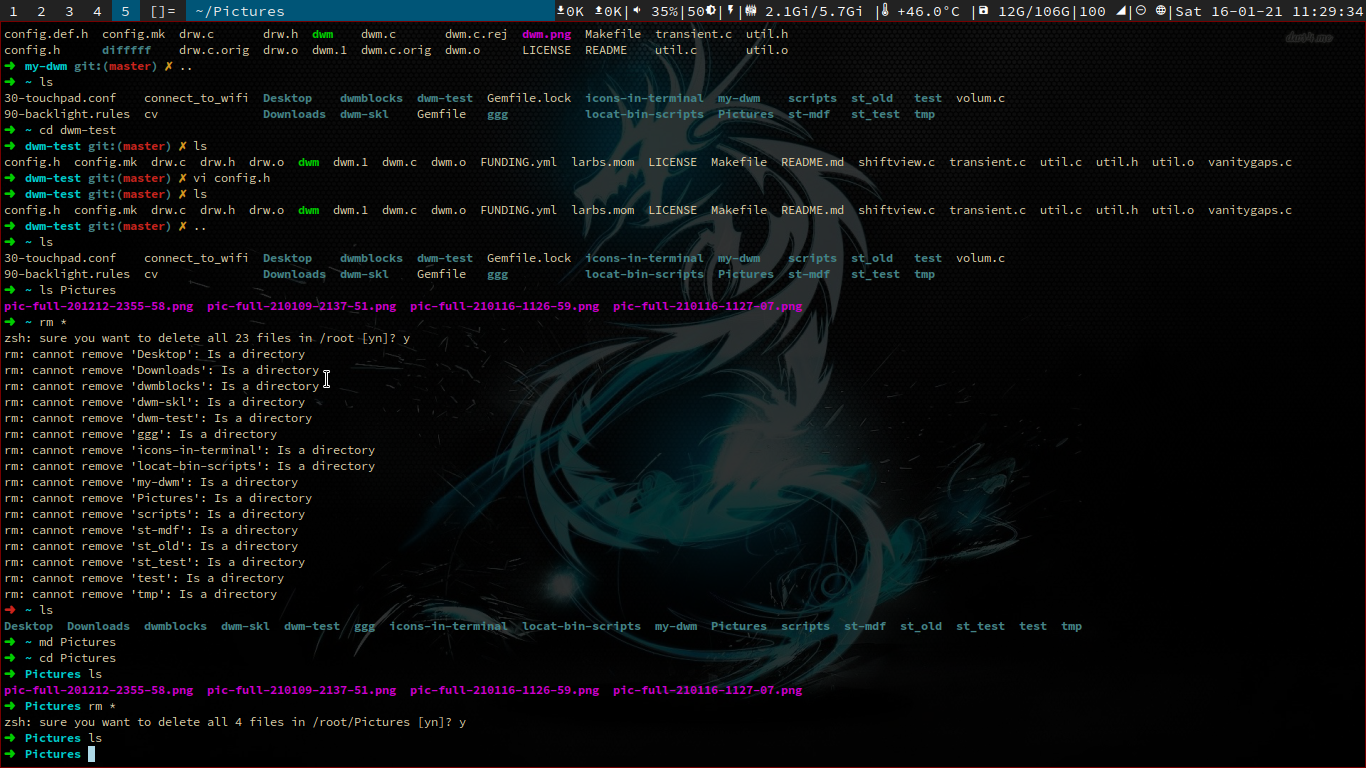 1 2 3 4 5 []= ~/Pictures 0K 0K| 35%|50| | 2.1Gi/5.7Gi | +46.0°C | 12G/106G|100 | |Sat 16-01-21 11:29:34
config.def.h config.mk drw.c drw.h dwm dwm.c dwm.c.rej dwm.png Makefile transient.c util.h
config.h difffff drw.c.orig drw.o dwm.1 dwm.c.orig dwm.o LICENSE README util.c util.o
➜ my-dwm git:(master) ✗ ..
➜ ~ ls
30-touchpad.conf connect_to_wifi Desktop dwmblocks dwm-test Gemfile.lock icons-in-terminal my-dwm scripts st_old test volum.c
90-backlight.rules cv Downloads dwm-skl Gemfile ggg locat-bin-scripts Pictures st-mdf st_test tmp
➜ ~ cd dwm-test
➜ dwm-test git:(master) ✗ ls
config.h config.mk drw.c drw.h drw.o dwm dwm.1 dwm.c dwm.o FUNDING.yml larbs.mom LICENSE Makefile README.md shiftview.c transient.c util.c util.h util.o vanitygaps.c
➜ dwm-test git:(master) ✗ vi config.h
➜ dwm-test git:(master) ✗ ls
config.h config.mk drw.c drw.h drw.o dwm dwm.1 dwm.c dwm.o FUNDING.yml larbs.mom LICENSE Makefile README.md shiftview.c transient.c util.c util.h util.o vanitygaps.c
➜ dwm-test git:(master) ✗ ..
➜ ~ ls
30-touchpad.conf connect_to_wifi Desktop dwmblocks dwm-test Gemfile.lock icons-in-terminal my-dwm scripts st_old test volum.c
90-backlight.rules cv Downloads dwm-skl Gemfile ggg locat-bin-scripts Pictures st-mdf st_test tmp
➜ ~ ls Pictures
pic-full-201212-2355-58.png pic-full-210109-2137-51.png pic-full-210116-1126-59.png pic-full-210116-1127-07.png
➜ ~ rm *
zsh: sure you want to delete all 23 files in /root [yn]? y
rm: cannot remove 'Desktop': Is a directory
rm: cannot remove 'Downloads': Is a directory
rm: cannot remove 'dwmblocks': Is a directory
rm: cannot remove 'dwm-skl': Is a directory
rm: cannot remove 'dwm-test': Is a directory
rm: cannot remove 'ggg': Is a directory
rm: cannot remove 'icons-in-terminal': Is a directory
rm: cannot remove 'locat-bin-scripts': Is a directory
rm: cannot remove 'my-dwm': Is a directory
rm: cannot remove 'Pictures': Is a directory
rm: cannot remove 'scripts': Is a directory
rm: cannot remove 'st-mdf': Is a directory
rm: cannot remove 'st_old': Is a directory
rm: cannot remove 'st_test': Is a directory
rm: cannot remove 'test': Is a directory
rm: cannot remove 'tmp': Is a directory
➜ ~ ls
Desktop Downloads dwmblocks dwm-skl dwm-test ggg icons-in-terminal locat-bin-scripts my-dwm Pictures scripts st-mdf st_old st_test test tmp
➜ ~ md Pictures
➜ ~ cd Pictures
➜ Pictures ls
pic-full-201212-2355-58.png pic-full-210109-2137-51.png pic-full-210116-1126-59.png pic-full-210116-1127-07.png
➜ Pictures rm *
zsh: sure you want to delete all 4 files in /root/Pictures [yn]? y
➜ Pictures ls
➜ Pictures